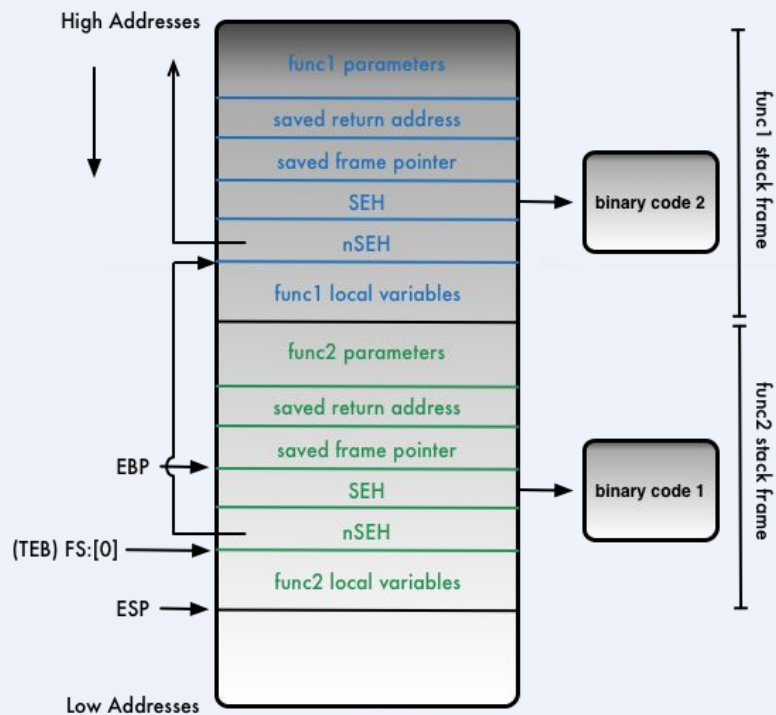 High Addresses
func1 parameters
saved return address
saved frame pointer
SEH
binary code 2
nSEH
func1 local variables
func1 stack frame
func2 parameters
saved return address
saved frame pointer
EBP
SEH
binary code 1
nSEH
(TEB) FS:[0]
func2 local variables
ESP
func2 stack frame
Low Addresses